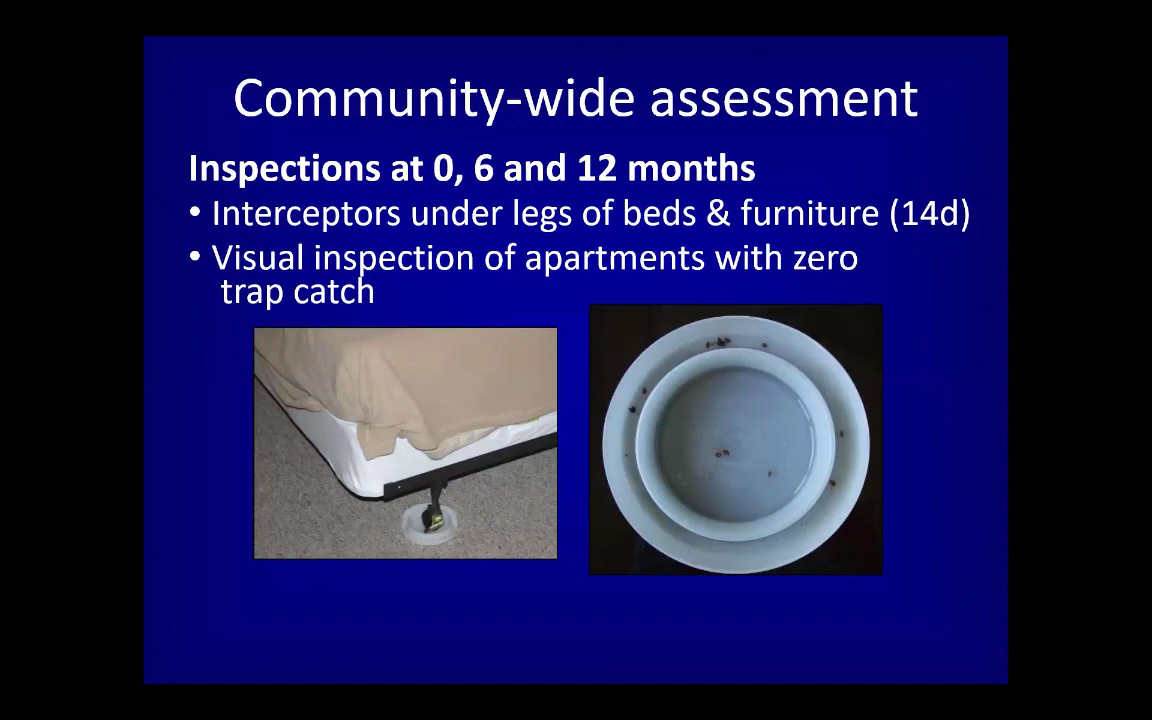 Community-wide assessment
Inspections at 0, 6 and 12 months
• Interceptors under legs of beds & furniture (14d)
• Visual inspection of apartments with zero
trap catch